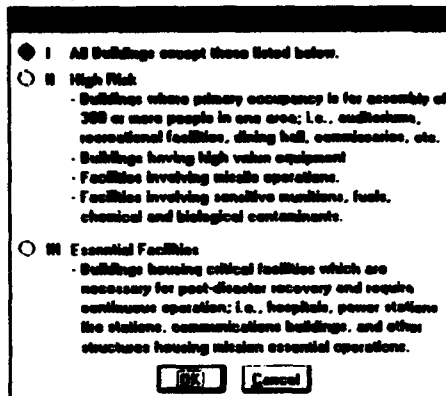 I All Buildings except those listed below.
II High Risk
- Buildings where primary occupancy is for assembly of
300 or more people in one area; i.e., auditoriums,
recreational facilities, dining hall, commissaries, etc.
- Buildings having high value equipment
- Facilities involving missile operations.
- Facilities involving sensitive munitions, fuels,
chemical and biological contaminants.
III Essential Facilities
- Buildings housing critical facilities which are
necessary for post-disaster recovery and require
continuous operation; i.e., hospitals, power stations
fire stations, communications buildings, and other
structures housing mission essential operations.
OK Cancel